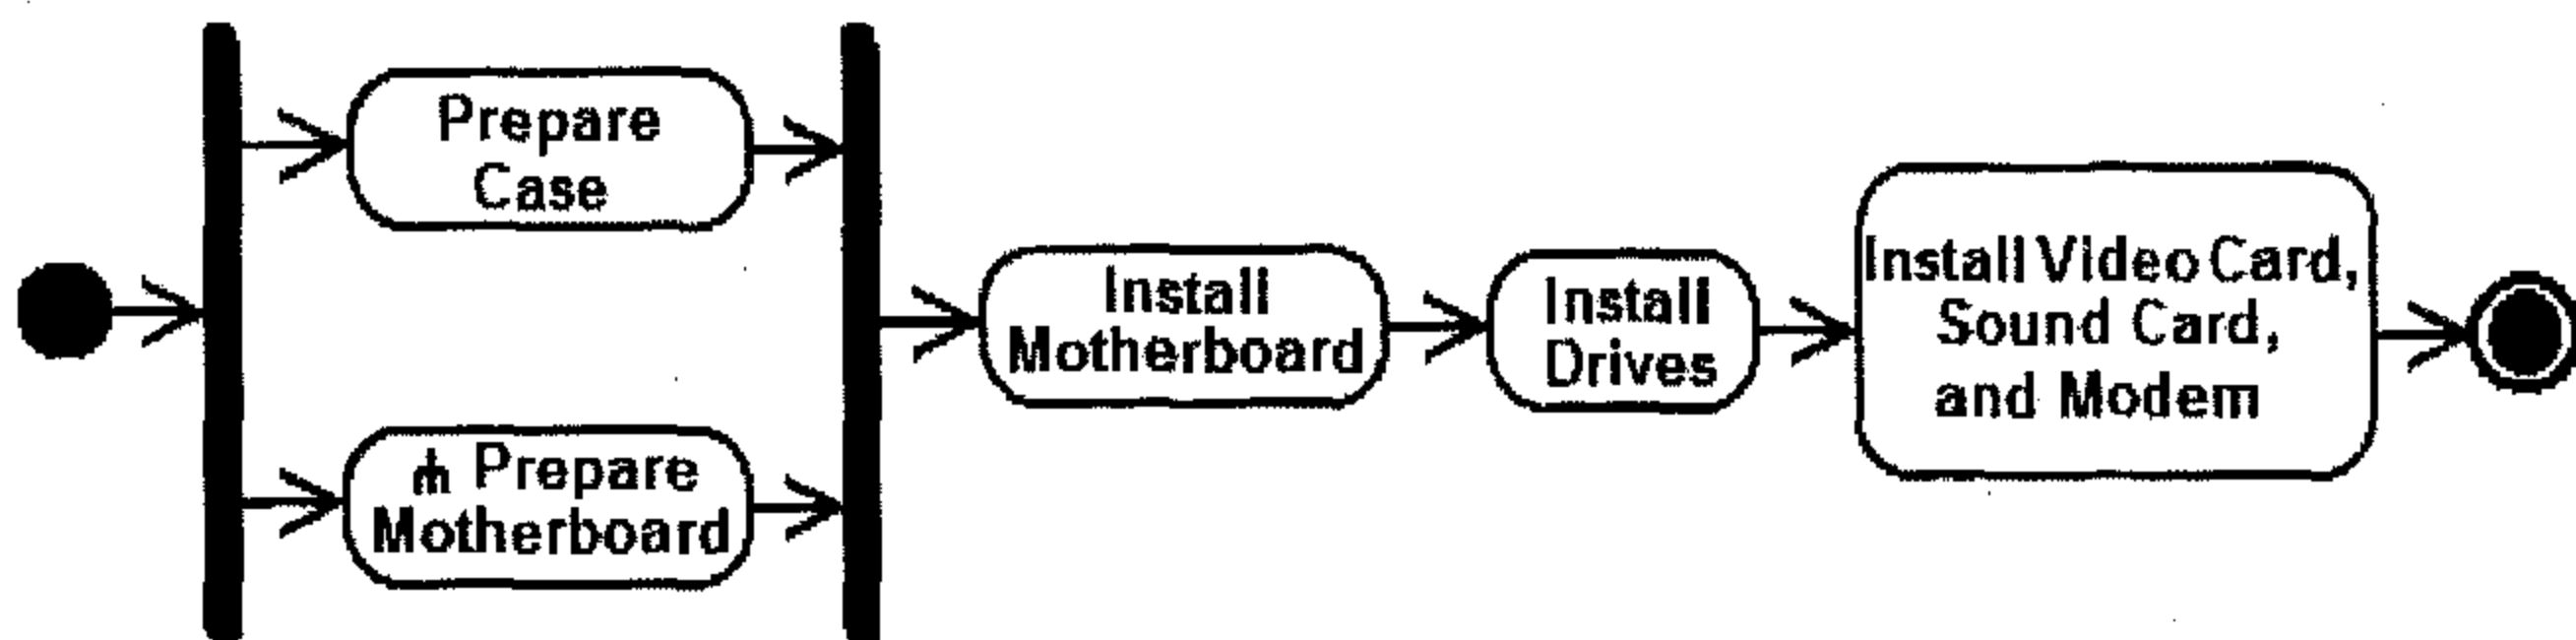 Prepare
Case
Prepare
Motherboard
Install
Motherboard
Install
Drives
Install Video Card,
Sound Card,
and Modem